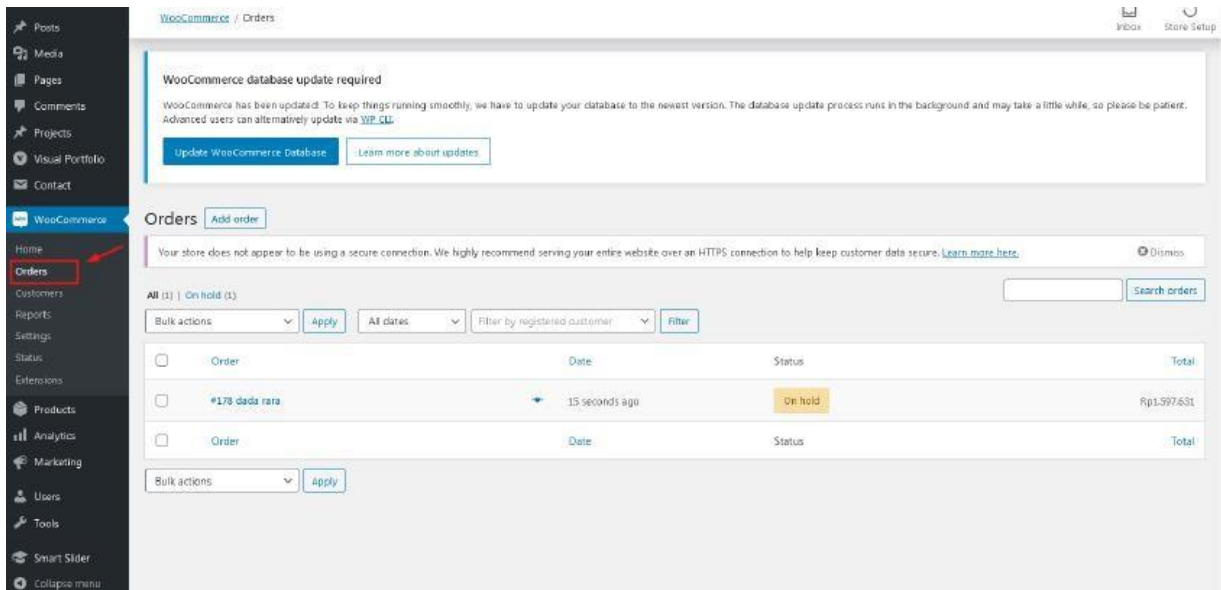 Posts
Media
Pages
Comments
Projects
Visual Portfolio
Contact
WooCommerce
Home
Orders
Customers
Reports
Settings
Status
Extensions
Products
Analytics
Marketing
Users
Tools
Smart Slider
Collapse menu
WooCommerce / Orders
Inbox
Store Setup
WooCommerce database update required
WooCommerce has been updated! To keep things running smoothly, we have to update your database to the newest version. The database update process runs in the background and may take a little while, so please be patient.
Advanced users can alternatively update via WP CLI.
Update WooCommerce Database
Learn more about updates
Orders Add order
Your store does not appear to be using a secure connection. We highly recommend serving your entire website over an HTTPS connection to help keep customer data secure. Learn more here.
Dismiss
All (1) | On hold (1)
Search orders
Bulk actions Apply All dates Filter by registered customer Filter
Order Date Status Total
#178 dada rara 15 seconds ago On hold Rp1.597.631
Order Date Status Total
Bulk actions Apply